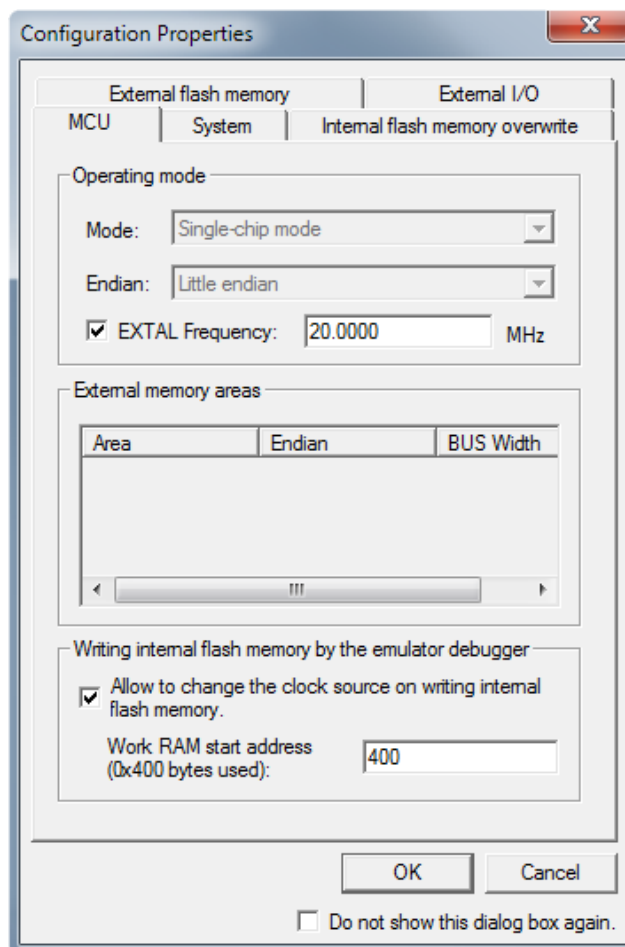 Configuration Properties
External flash memory
External I/O
MCU
System
Internal flash memory overwrite
Operating mode
Mode:
Single-chip mode
Endian:
Little endian
EXTAL Frequency:
20.0000
MHz
External memory areas
Area
Endian
BUS Width
Writing internal flash memory by the emulator debugger
Allow to change the clock source on writing internal
flash memory.
Work RAM start address
(0x400 bytes used):
400
OK
Cancel
Do not show this dialog box again.